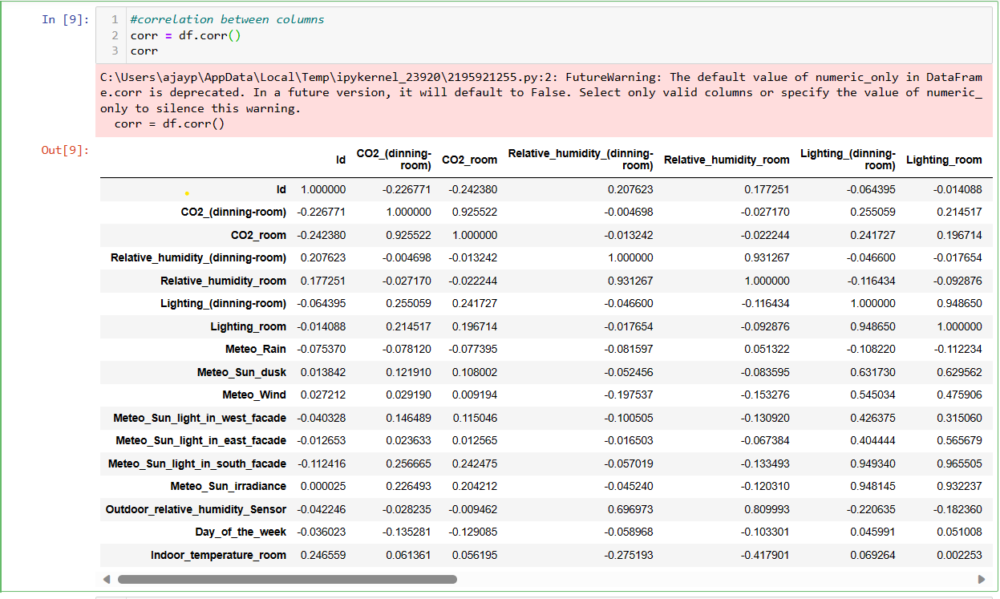 In [9]:
1 #correlation between columns
2 corr = df.corr()
3 corr
C:\Users\ajayp\AppData\Local\Temp\ipykernel_23920\2195921255.py:2: FutureWarning: The default value of numeric_only in DataFram
e.corr is deprecated. In a future version, it will default to False. Select only valid columns or specify the value of numeric_
only to silence this warning.
corr = df.corr()
Out[9]:
Id CO2_(dinning-room) CO2_room Relative_humidity_(dinning-room) Relative_humidity_room Lighting_(dinning-room) Lighting_room
Id 1.000000 -0.226771 -0.242380 0.207623 0.177251 -0.064395 -0.014088
CO2_(dinning-room) -0.226771 1.000000 0.925522 -0.004698 -0.027170 0.255059 0.214517
CO2_room -0.242380 0.925522 1.000000 -0.013242 -0.022244 0.241727 0.196714
Relative_humidity_(dinning-room) 0.207623 -0.004698 -0.013242 1.000000 0.931267 -0.046600 -0.017654
Relative_humidity_room 0.177251 -0.027170 -0.022244 0.931267 1.000000 -0.116434 -0.092876
Lighting_(dinning-room) -0.064395 0.255059 0.241727 -0.046600 -0.116434 1.000000 0.948650
Lighting_room -0.014088 0.214517 0.196714 -0.017654 -0.092876 0.948650 1.000000
Meteo_Rain -0.075370 -0.078120 -0.077395 -0.081597 0.051322 -0.108220 -0.112234
Meteo_Sun_dusk 0.013842 0.121910 0.108002 -0.052456 -0.083595 0.631730 0.629562
Meteo_Wind 0.027212 0.029190 0.009194 -0.197537 -0.153276 0.545034 0.475906
Meteo_Sun_light_in_west_facade -0.040328 0.146489 0.115046 -0.100505 -0.130920 0.426375 0.315060
Meteo_Sun_light_in_east_facade -0.012653 0.023633 0.012565 -0.016503 -0.067384 0.404444 0.565679
Meteo_Sun_light_in_south_facade -0.112416 0.256665 0.242475 -0.057019 -0.133493 0.949340 0.965505
Meteo_Sun_irradiance 0.000025 0.226493 0.204212 -0.045240 -0.120310 0.948145 0.932237
Outdoor_relative_humidity_Sensor -0.042246 -0.028235 -0.009462 0.696973 0.809993 -0.220635 -0.182360
Day_of_the_week -0.036023 -0.135281 -0.129085 -0.058968 -0.103301 0.045991 0.051008
Indoor_temperature_room 0.246559 0.061361 0.056195 -0.275193 -0.417901 0.069264 0.002253